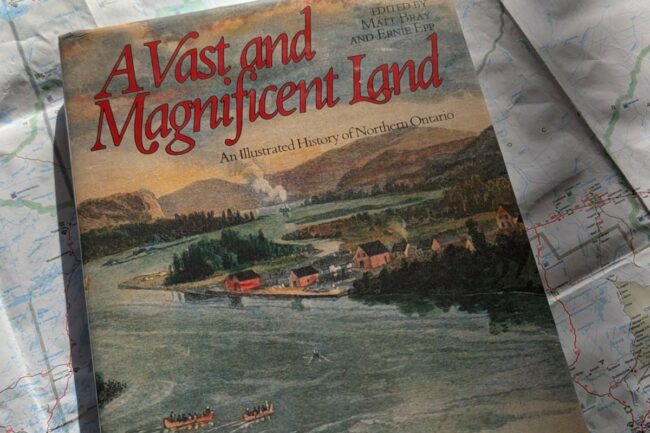 EDITED BY
MATT BRAY
AND ERNIE EPP
A Vast and
Magnificent Land
An Illustrated History of Northern Ontario